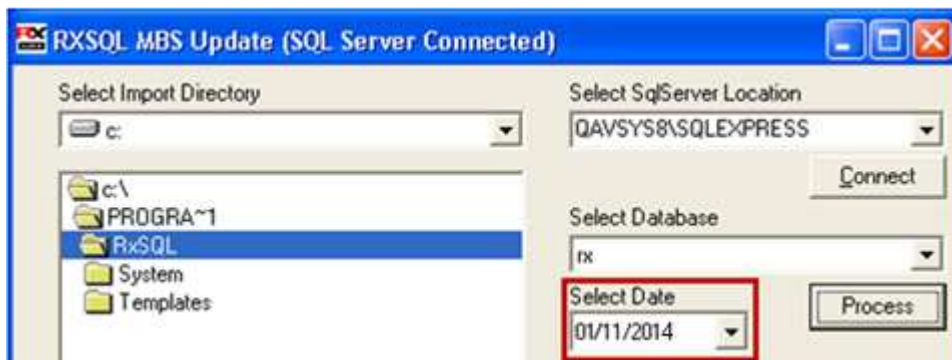 RXSQL MBS Update (SQL Server Connected)
Select Import Directory
c:
c:\
PROGRA~1
RxSQL
System
Templates
Select SqlServer Location
QAVSYS8\SQLEXPRESS
Connect
Select Database
rx
Select Date
01/11/2014
Process